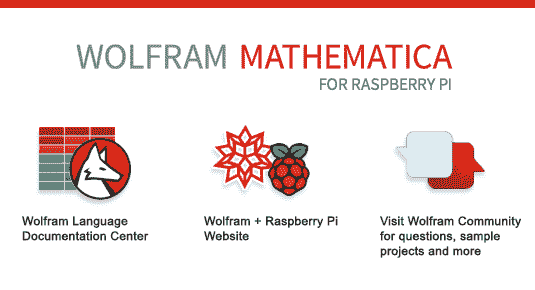 WOLFRAM MATHEMATICA
FOR RASPBERRY PI
Wolfram Language
Documentation Center
Wolfram + Raspberry Pi
Website
Visit Wolfram Community
for questions, sample
projects and more